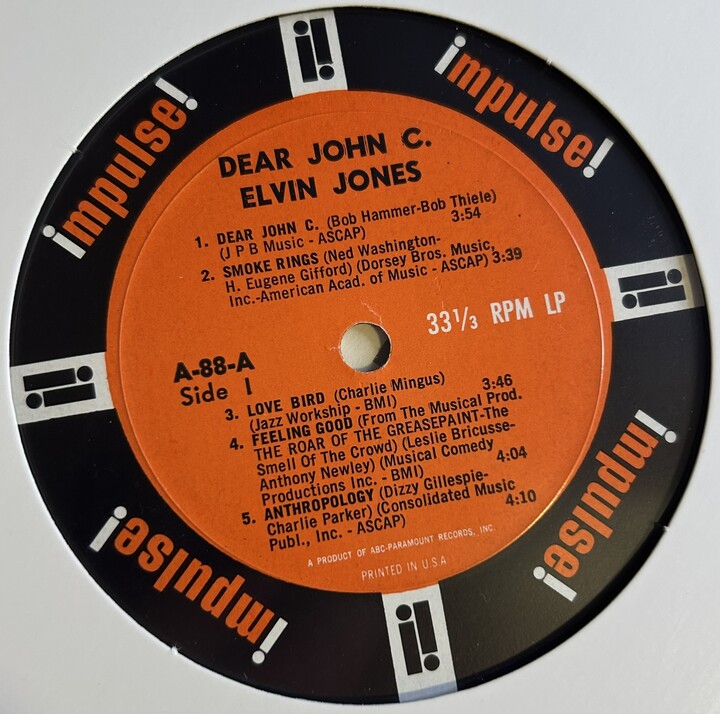 impulse!
impulse!
DEAR JOHN C.
ELVIN JONES
1. DEAR JOHN C. (Bob Hammer-Bob Thiele)
(J P B Music - ASCAP) 3:54
2. SMOKE RINGS (Ned Washington-
H. Eugene Gifford) (Dorsey Bros. Music,
Inc.-American Acad. of Music - ASCAP) 3:39
33 1/3 RPM LP
A-88-A
Side 1
3. LOVE BIRD (Charlie Mingus)
(Jazz Workship - BMI) 3:46
4. FEELING GOOD (From The Musical Prod.
THE ROAR OF THE GREASEPAINT-The
Smell Of The Crowd) (Leslie Bricusse-
Anthony Newley) (Musical Comedy
Productions Inc. - BMI) 4:04
5. ANTHROPOLOGY (Dizzy Gillespie-
Charlie Parker) (Consolidated Music
Publ., Inc. - ASCAP) 4:10
A PRODUCT OF ABC-PARAMOUNT RECORDS, INC.
PRINTED IN U.S.A.
impulse!
impulse!